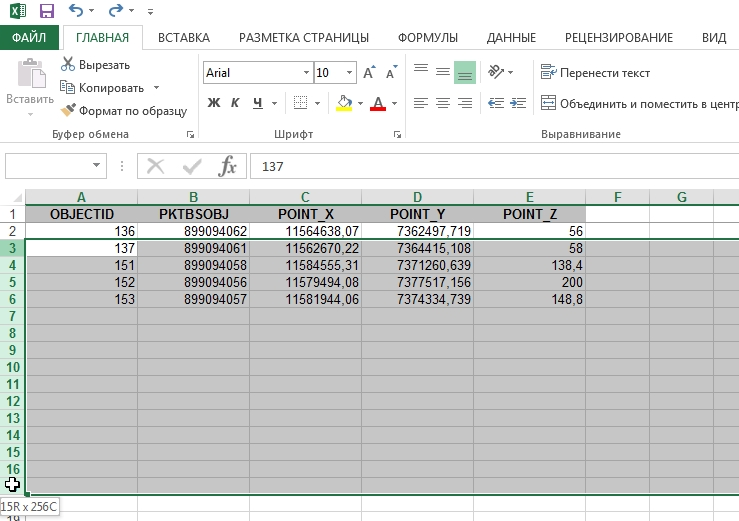 ФАЙЛ ГЛАВНАЯ ВСТАВКА РАЗМЕТКА СТРАНИЦЫ ФОРМУЛЫ ДАННЫЕ РЕЦЕНЗИРОВАНИЕ ВИД
Вставить
Вырезать
Копировать
Формат по образцу
Буфер обмена
Arial 10
Ж К Ч
Шрифт
Перенести текст
Объединить и поместить в центр
Выравнивание
fx 137
A B C D E F G
1 OBJECTID PKTBSOBJ POINT_X POINT_Y POINT_Z
2 136 899094062 11564638,07 7362497,719 56
3 137 899094061 11562670,22 7364415,108 58
4 151 899094058 11584555,31 7371260,639 138,4
5 152 899094056 11579494,08 7377517,156 200
6 153 899094057 11581944,06 7374334,739 148,8
7
8
9
10
11
12
13
14
15
16
15R x 256C
19